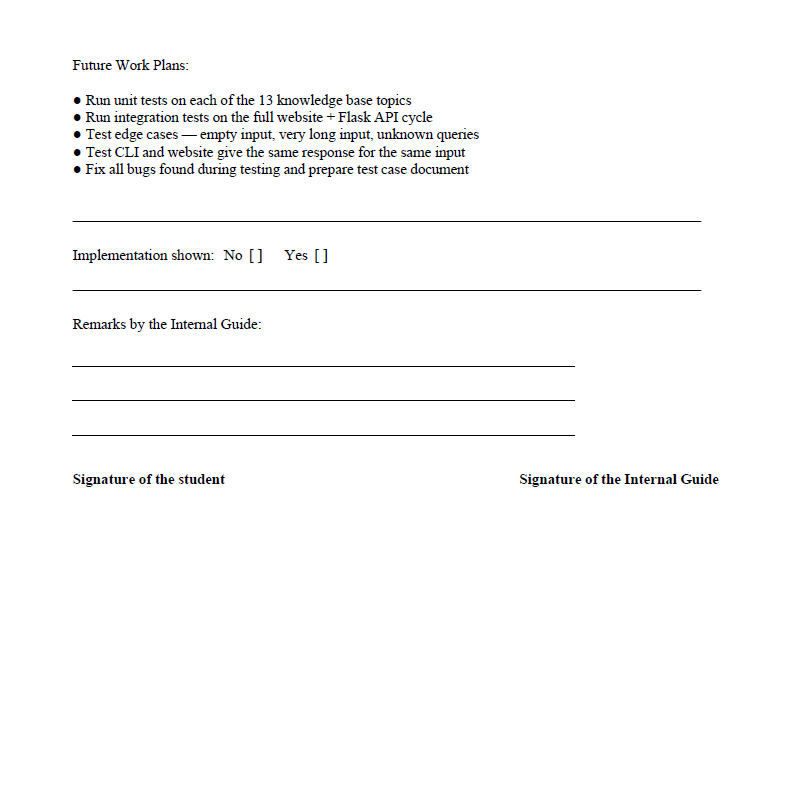 Future Work Plans:
● Run unit tests on each of the 13 knowledge base topics
● Run integration tests on the full website + Flask API cycle
● Test edge cases — empty input, very long input, unknown queries
● Test CLI and website give the same response for the same input
● Fix all bugs found during testing and prepare test case document
Implementation shown: No [ ] Yes [ ]
Remarks by the Internal Guide:
Signature of the student Signature of the Internal Guide